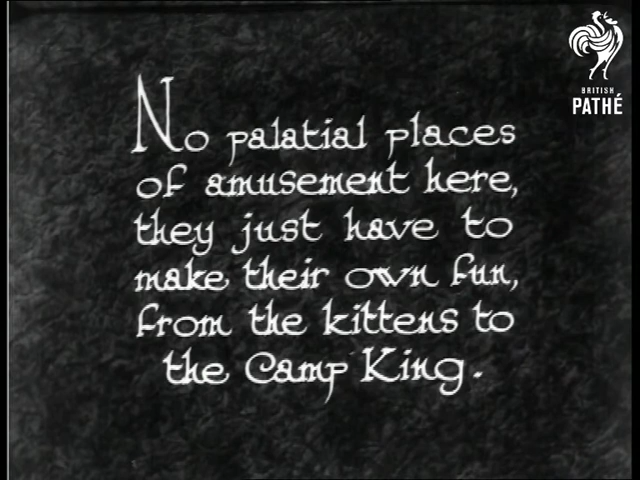 No palatial places
of amusement here,
they just have to
make their own fun,
from the kittens to
the Camp King.
BRITISH
PATHÉ